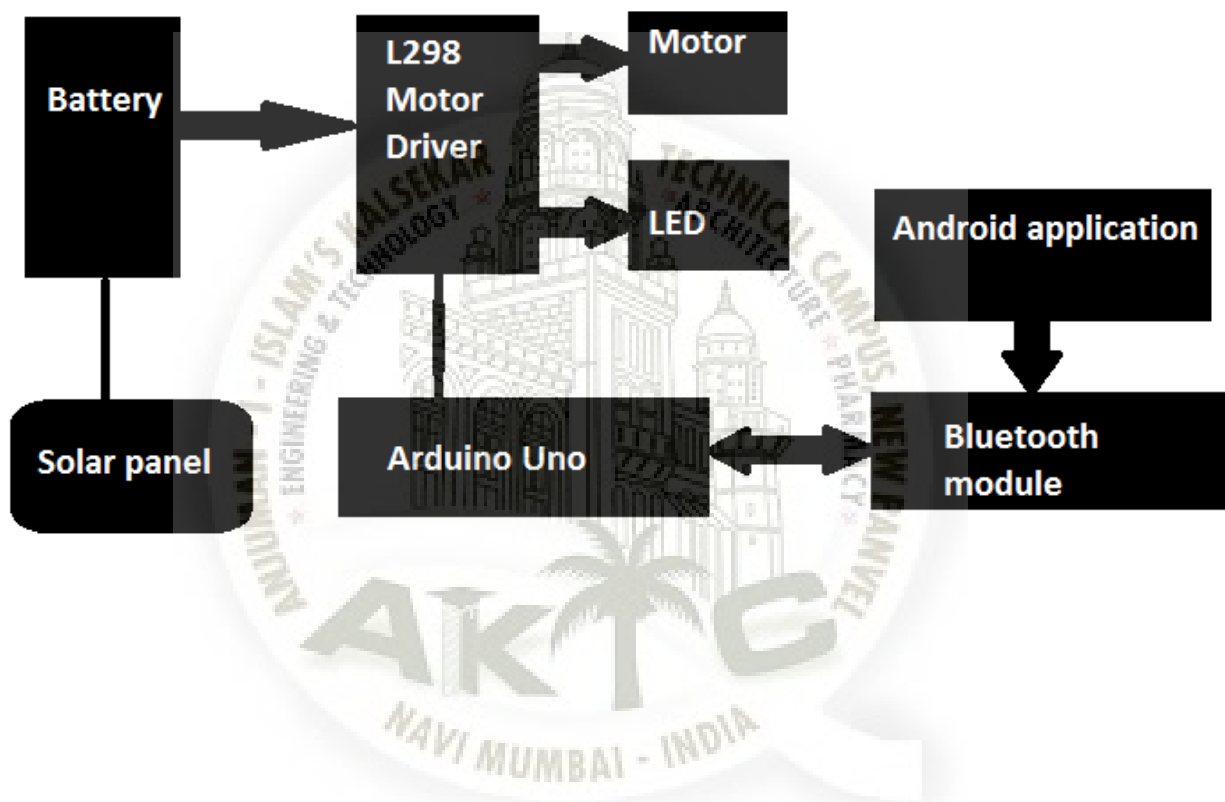 Battery
L298
Motor
Driver
Motor
LED
Android application
Solar panel
Arduino Uno
Bluetooth
module
ANJUMAN-I-ISLAM'S KALSEKAR TECHNICAL CAMPUS NEW PANVEL
ENGINEERING & TECHNOLOGY * ARCHITECTURE * PHARMACY
AKTC
NAVI MUMBAI - INDIA